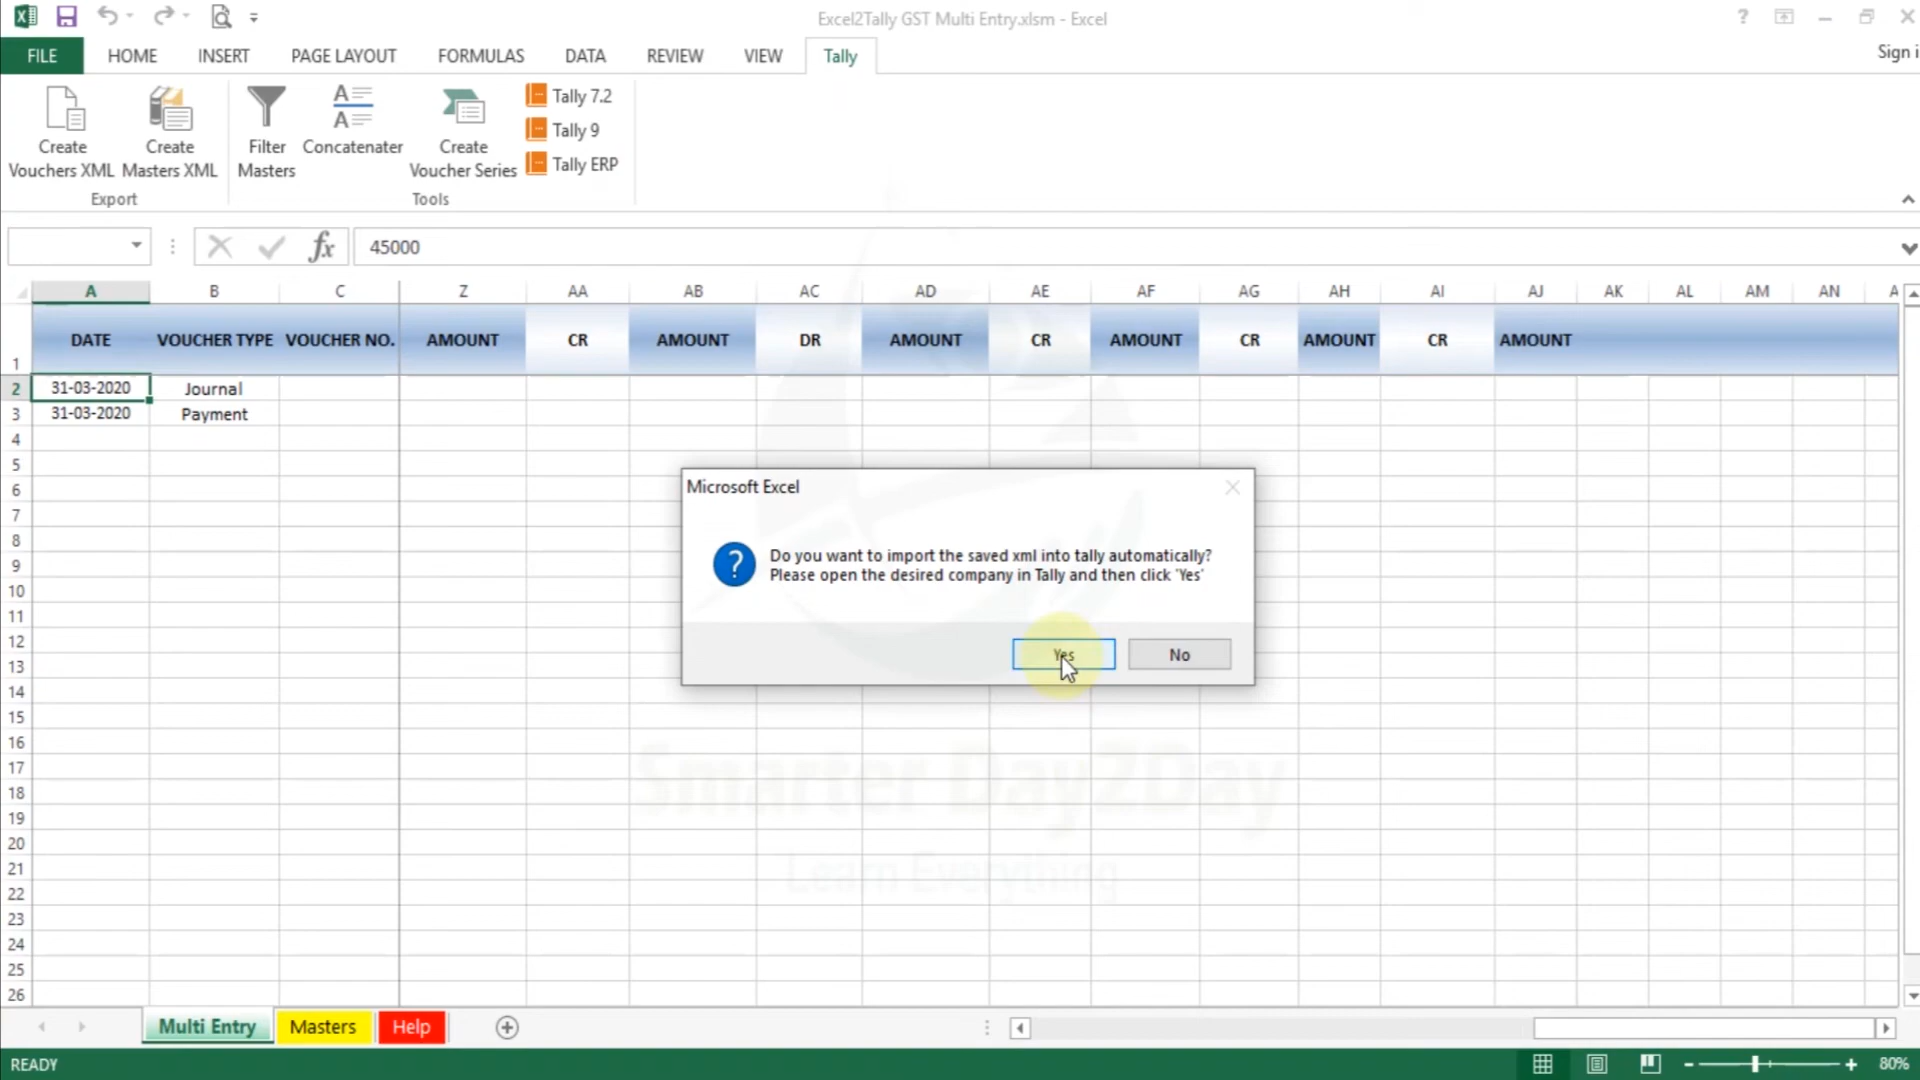 Excel2Tally GST Multi Entry.xlsm - Excel
?
FILE HOME INSERT PAGE LAYOUT FORMULAS DATA REVIEW VIEW Tally
Sign i
Create Vouchers XML
Create Masters XML
Export
Filter Masters
Concatenater
Create Voucher Series
Tally 7.2
Tally 9
Tally ERP
Tools
fx 45000
A B C Z AA AB AC AD AE AF AG AH AI AJ AK AL AM AN A
1 DATE VOUCHER TYPE VOUCHER NO. AMOUNT CR AMOUNT DR AMOUNT CR AMOUNT CR AMOUNT CR AMOUNT
2 31-03-2020 Journal
3 31-03-2020 Payment
4
5
6
7
8
9
10
11
12
13
14
15
16
17
18
19
20
21
22
23
24
25
26
Microsoft Excel
?
Do you want to import the saved xml into tally automatically?
Please open the desired company in Tally and then click 'Yes'
Yes No
Smarter Day2Day
Learn Everything
Multi Entry Masters Help
READY
80%